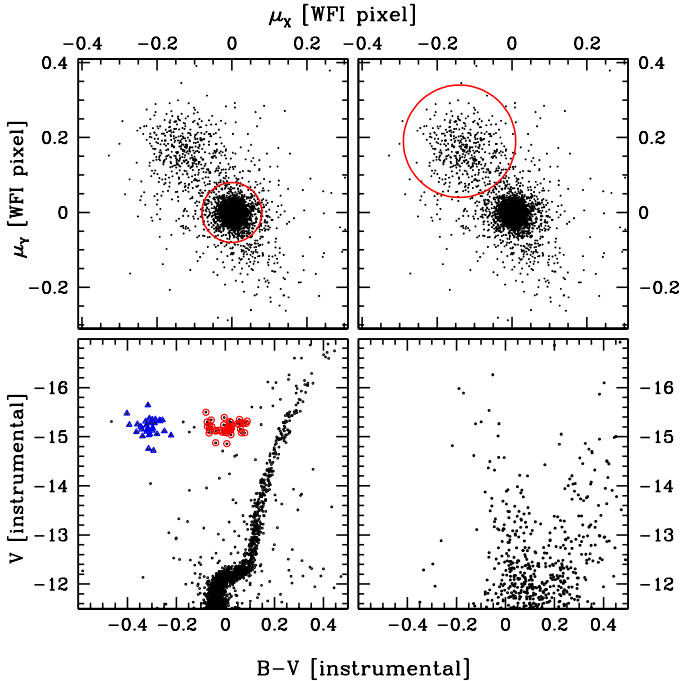 μX [WFI pixel]
−0.4 −0.2 0 0.2 −0.4 −0.2 0 0.2
μY [WFI pixel]
0.4 0.4
0.2 0.2
0 0
−0.2 −0.2
V [instrumental]
−16 −16
−15 −15
−14 −14
−13 −13
−12 −12
−0.4 −0.2 0 0.2 0.4 −0.4 −0.2 0 0.2 0.4
B−V [instrumental]